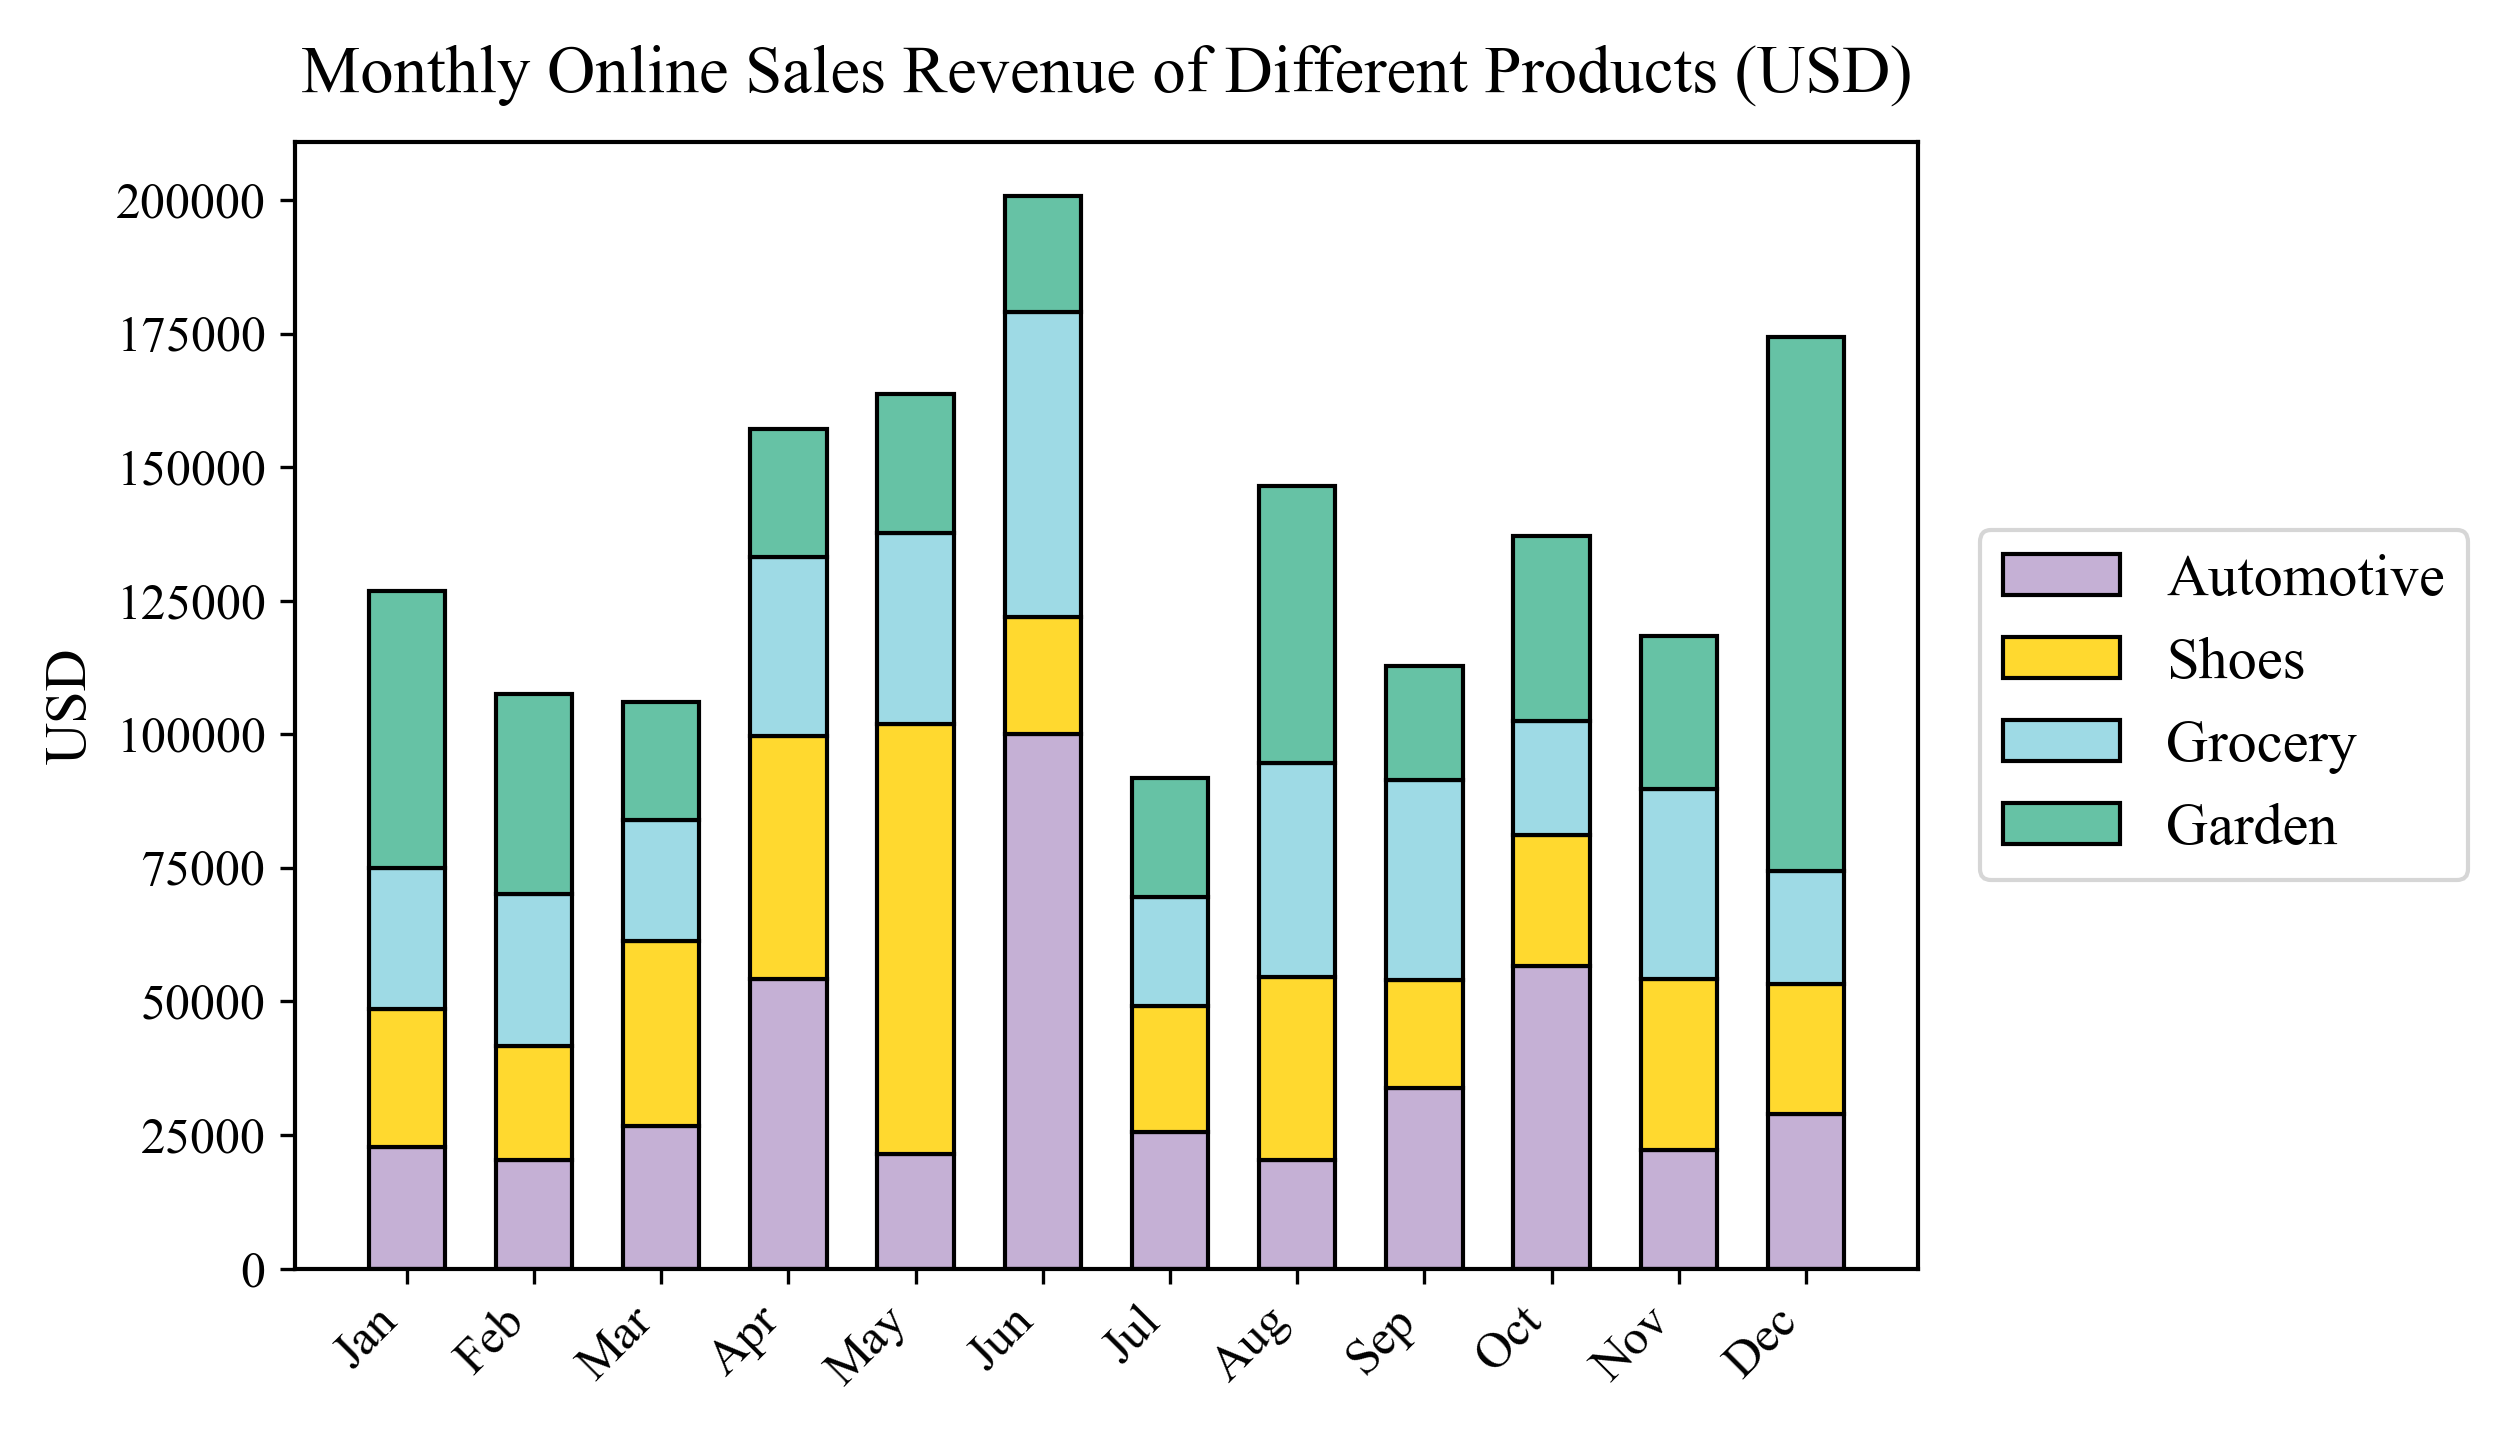 Monthly Online Sales Revenue of Different Products (USD)
200000
175000
150000
125000
100000
75000
50000
25000
0
USD
Jan
Feb
Mar
Apr
May
Jun
Jul
Aug
Sep
Oct
Nov
Dec
Automotive
Shoes
Grocery
Garden